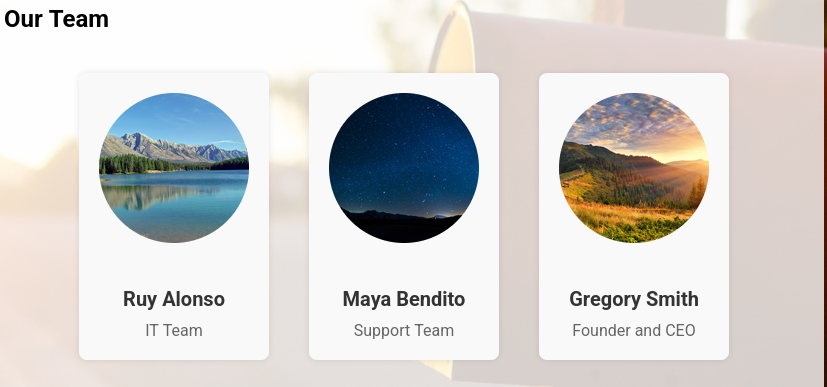 Our Team
Ruy Alonso
IT Team
Maya Bendito
Support Team
Gregory Smith
Founder and CEO